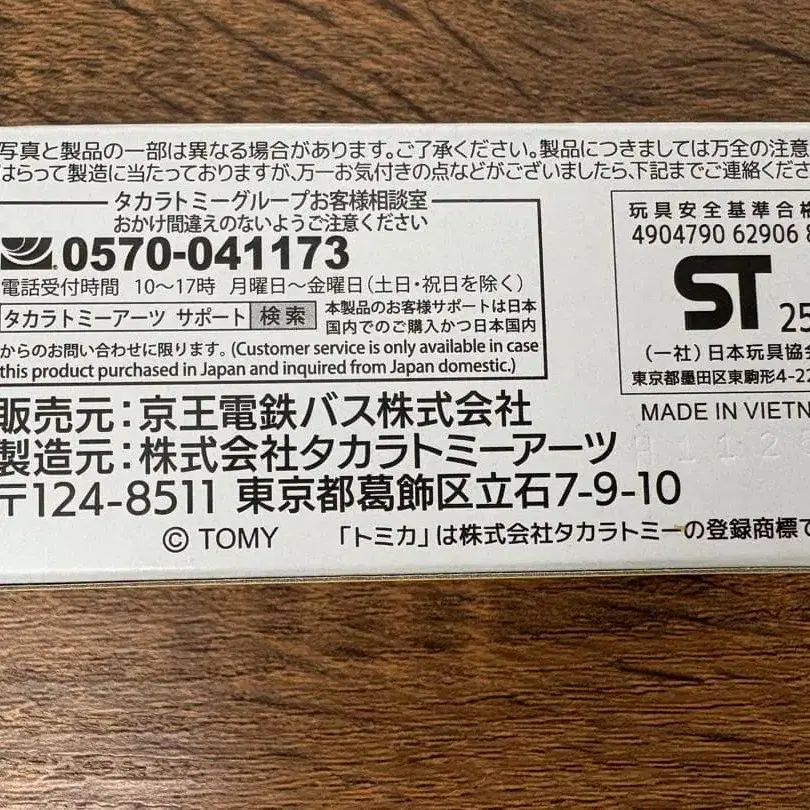 写真と製品の一部は異なる場合があります。ご了承ください。製品につきましては万全の注意
はらって製造に当たっておりますが、万一お気付きの点などがございましたら、下記までご連絡くださ
タカラトミーグループお客様相談室
おかけ間違えのないようご注意ください
0570-041173
電話受付時間 10〜17時 月曜日〜金曜日(土日・祝日を除く)
タカラトミーアーツ サポート 検索 本製品のお客様サポートは日本
国内でのご購入かつ日本国内
からのお問い合わせに限ります。(Customer service is only available in case
this product purchased in Japan and inquired from Japan domestic.)
玩具安全基準合格
4904790 62906
ST 25
(一社)日本玩具協会
東京都墨田区東駒形4-22
MADE IN VIETN
販売元:京王電鉄バス株式会社
製造元:株式会社タカラトミーアーツ
〒124-8511 東京都葛飾区立石7-9-10
© TOMY 「トミカ」は株式会社タカラトミーの登録商標で